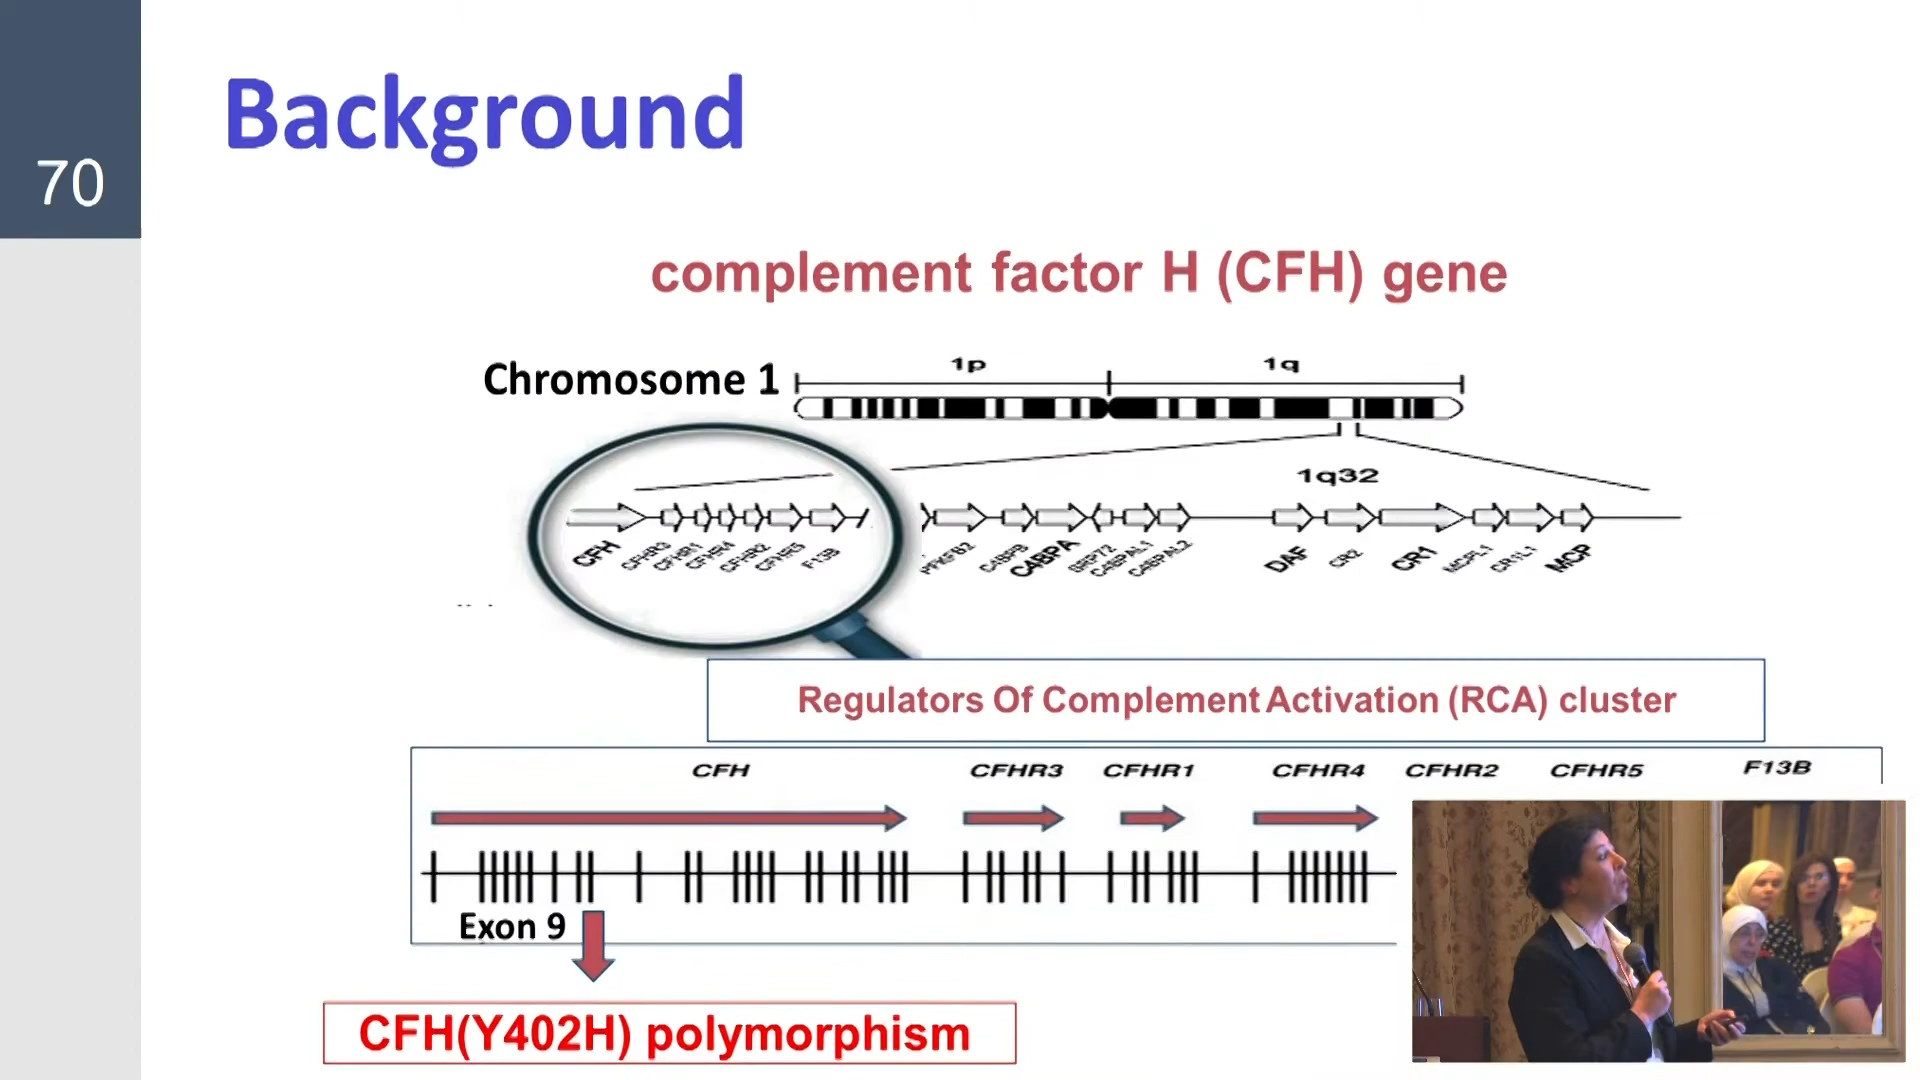 70
Background
complement factor H (CFH) gene
Chromosome 1
1p
1q
1q32
CFH
CFHR3
CFHR1
CFHR4
CFHR2
CFHR5
F13B
PFKFB2
C4BPB
C4BPA
C4BPAL1
C4BPAL2
DAF
CR2
CR1
MCPL1
CR1L1
MCP
Regulators Of Complement Activation (RCA) cluster
CFH CFHR3 CFHR1 CFHR4 CFHR2 CFHR5 F13B
Exon 9
CFH(Y402H) polymorphism